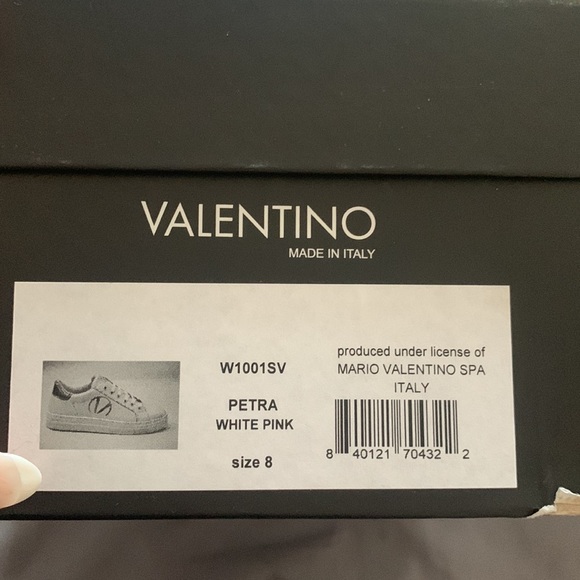 VALENTINO
MADE IN ITALY
W1001SV
PETRA
WHITE PINK
size 8
produced under license of
MARIO VALENTINO SPA
ITALY
8 40121 70432 2